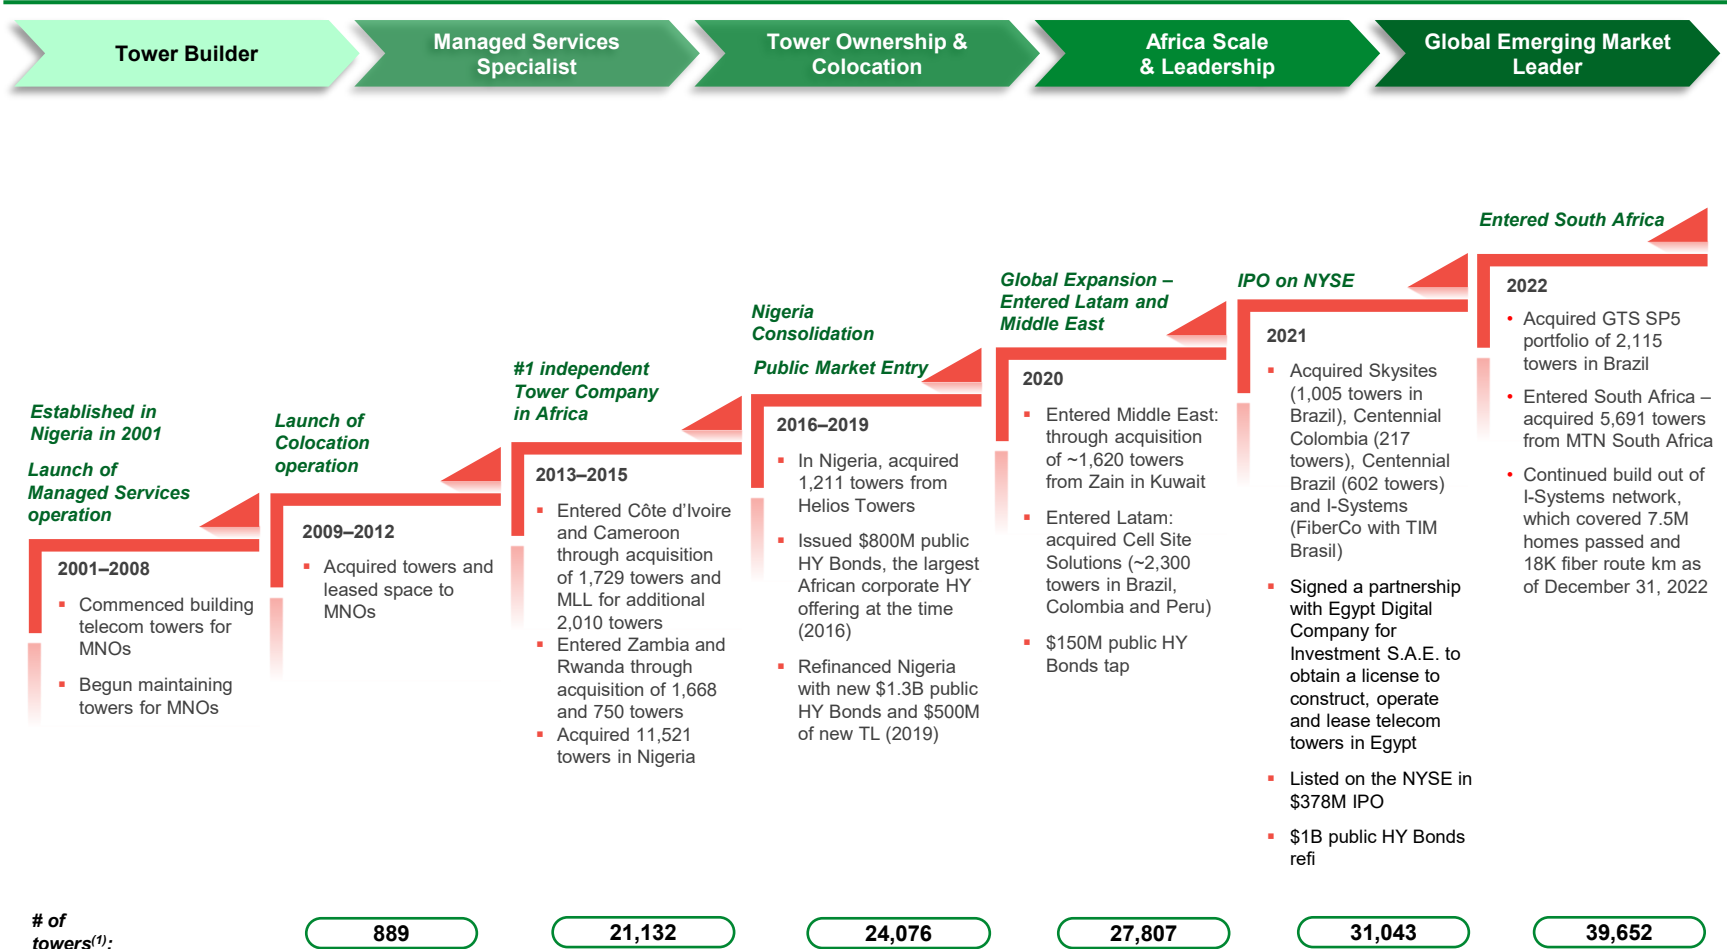 Tower Builder
Managed Services
Specialist
Tower Ownership &
Colocation
Africa Scale
& Leadership
Global Emerging Market
Leader
Established in
Nigeria in 2001
Launch of
Managed Services
operation
2001–2008
▪ Commenced building
telecom towers for
MNOs
▪ Begun maintaining
towers for MNOs
Launch of
Colocation
operation
2009–2012
▪ Acquired towers and
leased space to
MNOs
#1 independent
Tower Company
in Africa
2013–2015
▪ Entered Côte d’Ivoire
and Cameroon
through acquisition
of 1,729 towers and
MLL for additional
2,010 towers
▪ Entered Zambia and
Rwanda through
acquisition of 1,668
and 750 towers
▪ Acquired 11,521
towers in Nigeria
Nigeria
Consolidation
Public Market Entry
2016–2019
▪ In Nigeria, acquired
1,211 towers from
Helios Towers
▪ Issued $800M public
HY Bonds, the largest
African corporate HY
offering at the time
(2016)
▪ Refinanced Nigeria
with new $1.3B public
HY Bonds and $500M
of new TL (2019)
Global Expansion –
Entered Latam and
Middle East
2020
▪ Entered Middle East:
through acquisition
of ~1,620 towers
from Zain in Kuwait
▪ Entered Latam:
acquired Cell Site
Solutions (~2,300
towers in Brazil,
Colombia and Peru)
▪ $150M public HY
Bonds tap
IPO on NYSE
2021
▪ Acquired Skysites
(1,005 towers in
Brazil), Centennial
Colombia (217
towers), Centennial
Brazil (602 towers)
and I-Systems
(FiberCo with TIM
Brasil)
▪ Signed a partnership
with Egypt Digital
Company for
Investment S.A.E. to
obtain a license to
construct, operate
and lease telecom
towers in Egypt
▪ Listed on the NYSE in
$378M IPO
▪ $1B public HY Bonds
refi
Entered South Africa
2022
• Acquired GTS SP5
portfolio of 2,115
towers in Brazil
• Entered South Africa –
acquired 5,691 towers
from MTN South Africa
• Continued build out of
I-Systems network,
which covered 7.5M
homes passed and
18K fiber route km as
of December 31, 2022
# of
towers(1):
889
21,132
24,076
27,807
31,043
39,652